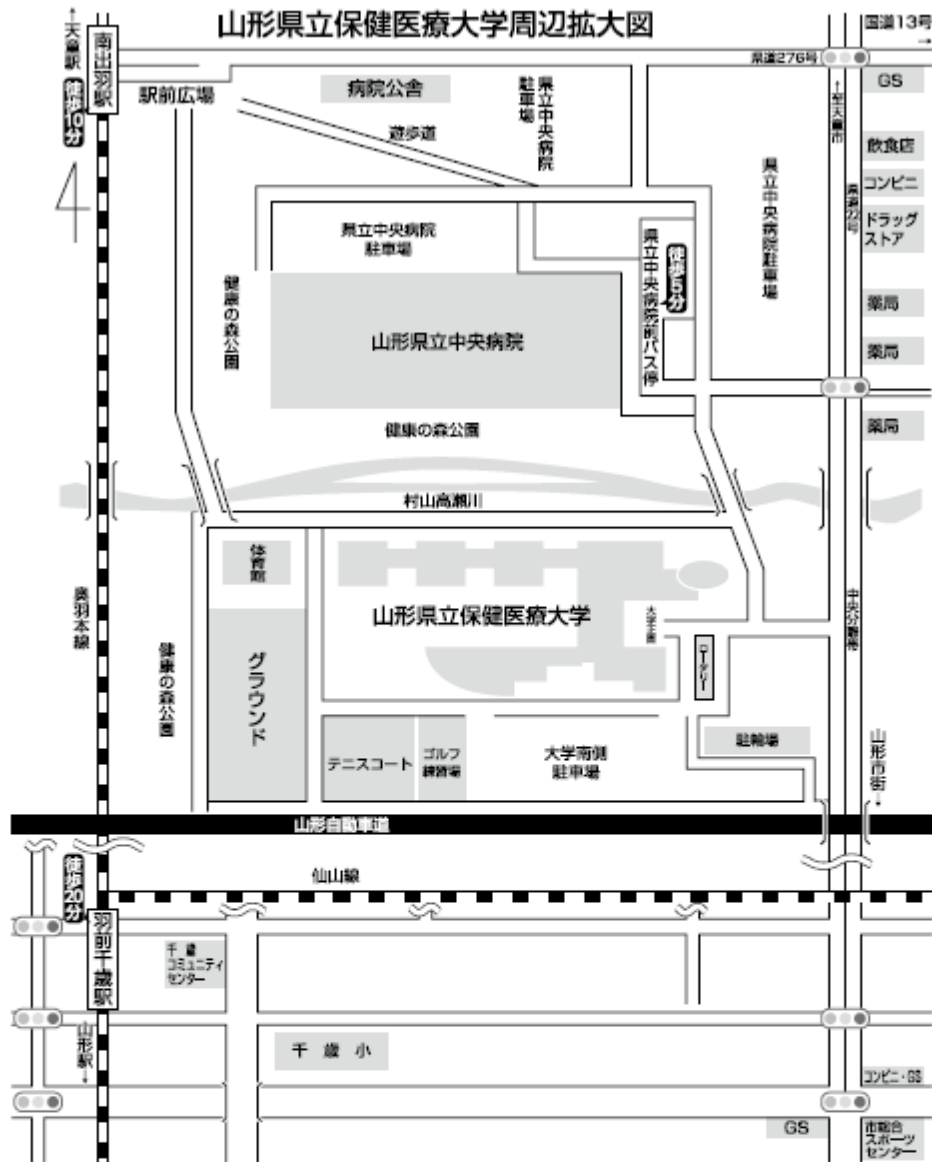 山形県立保健医療大学周辺拡大図
国道13号
→
←天童駅
南出羽駅
徒歩10分
駅前広場
病院公舎
遊歩道
県立中央病院
駐車場
県道276号
←至天童市
GS
飲食店
コンビニ
ドラッグ
ストア
県道22号
県立中央病院駐車場
県立中央病院
駐車場
県立中央病院前バス停
徒歩5分
健康の森公園
山形県立中央病院
薬局
薬局
薬局
健康の森公園
村山高瀬川
体育館
山形県立保健医療大学
大学正面
ロータリー
中央分離帯
奥羽本線
健康の森公園
グラウンド
テニスコート
ゴルフ
練習場
大学南側
駐車場
駐輪場
山形市街→
山形自動車道
仙山線
徒歩20分
羽前千歳駅
千歳
コミュニティ
センター
山形駅→
千歳小
コンビニ・GS
GS
市総合
スポーツ
センター